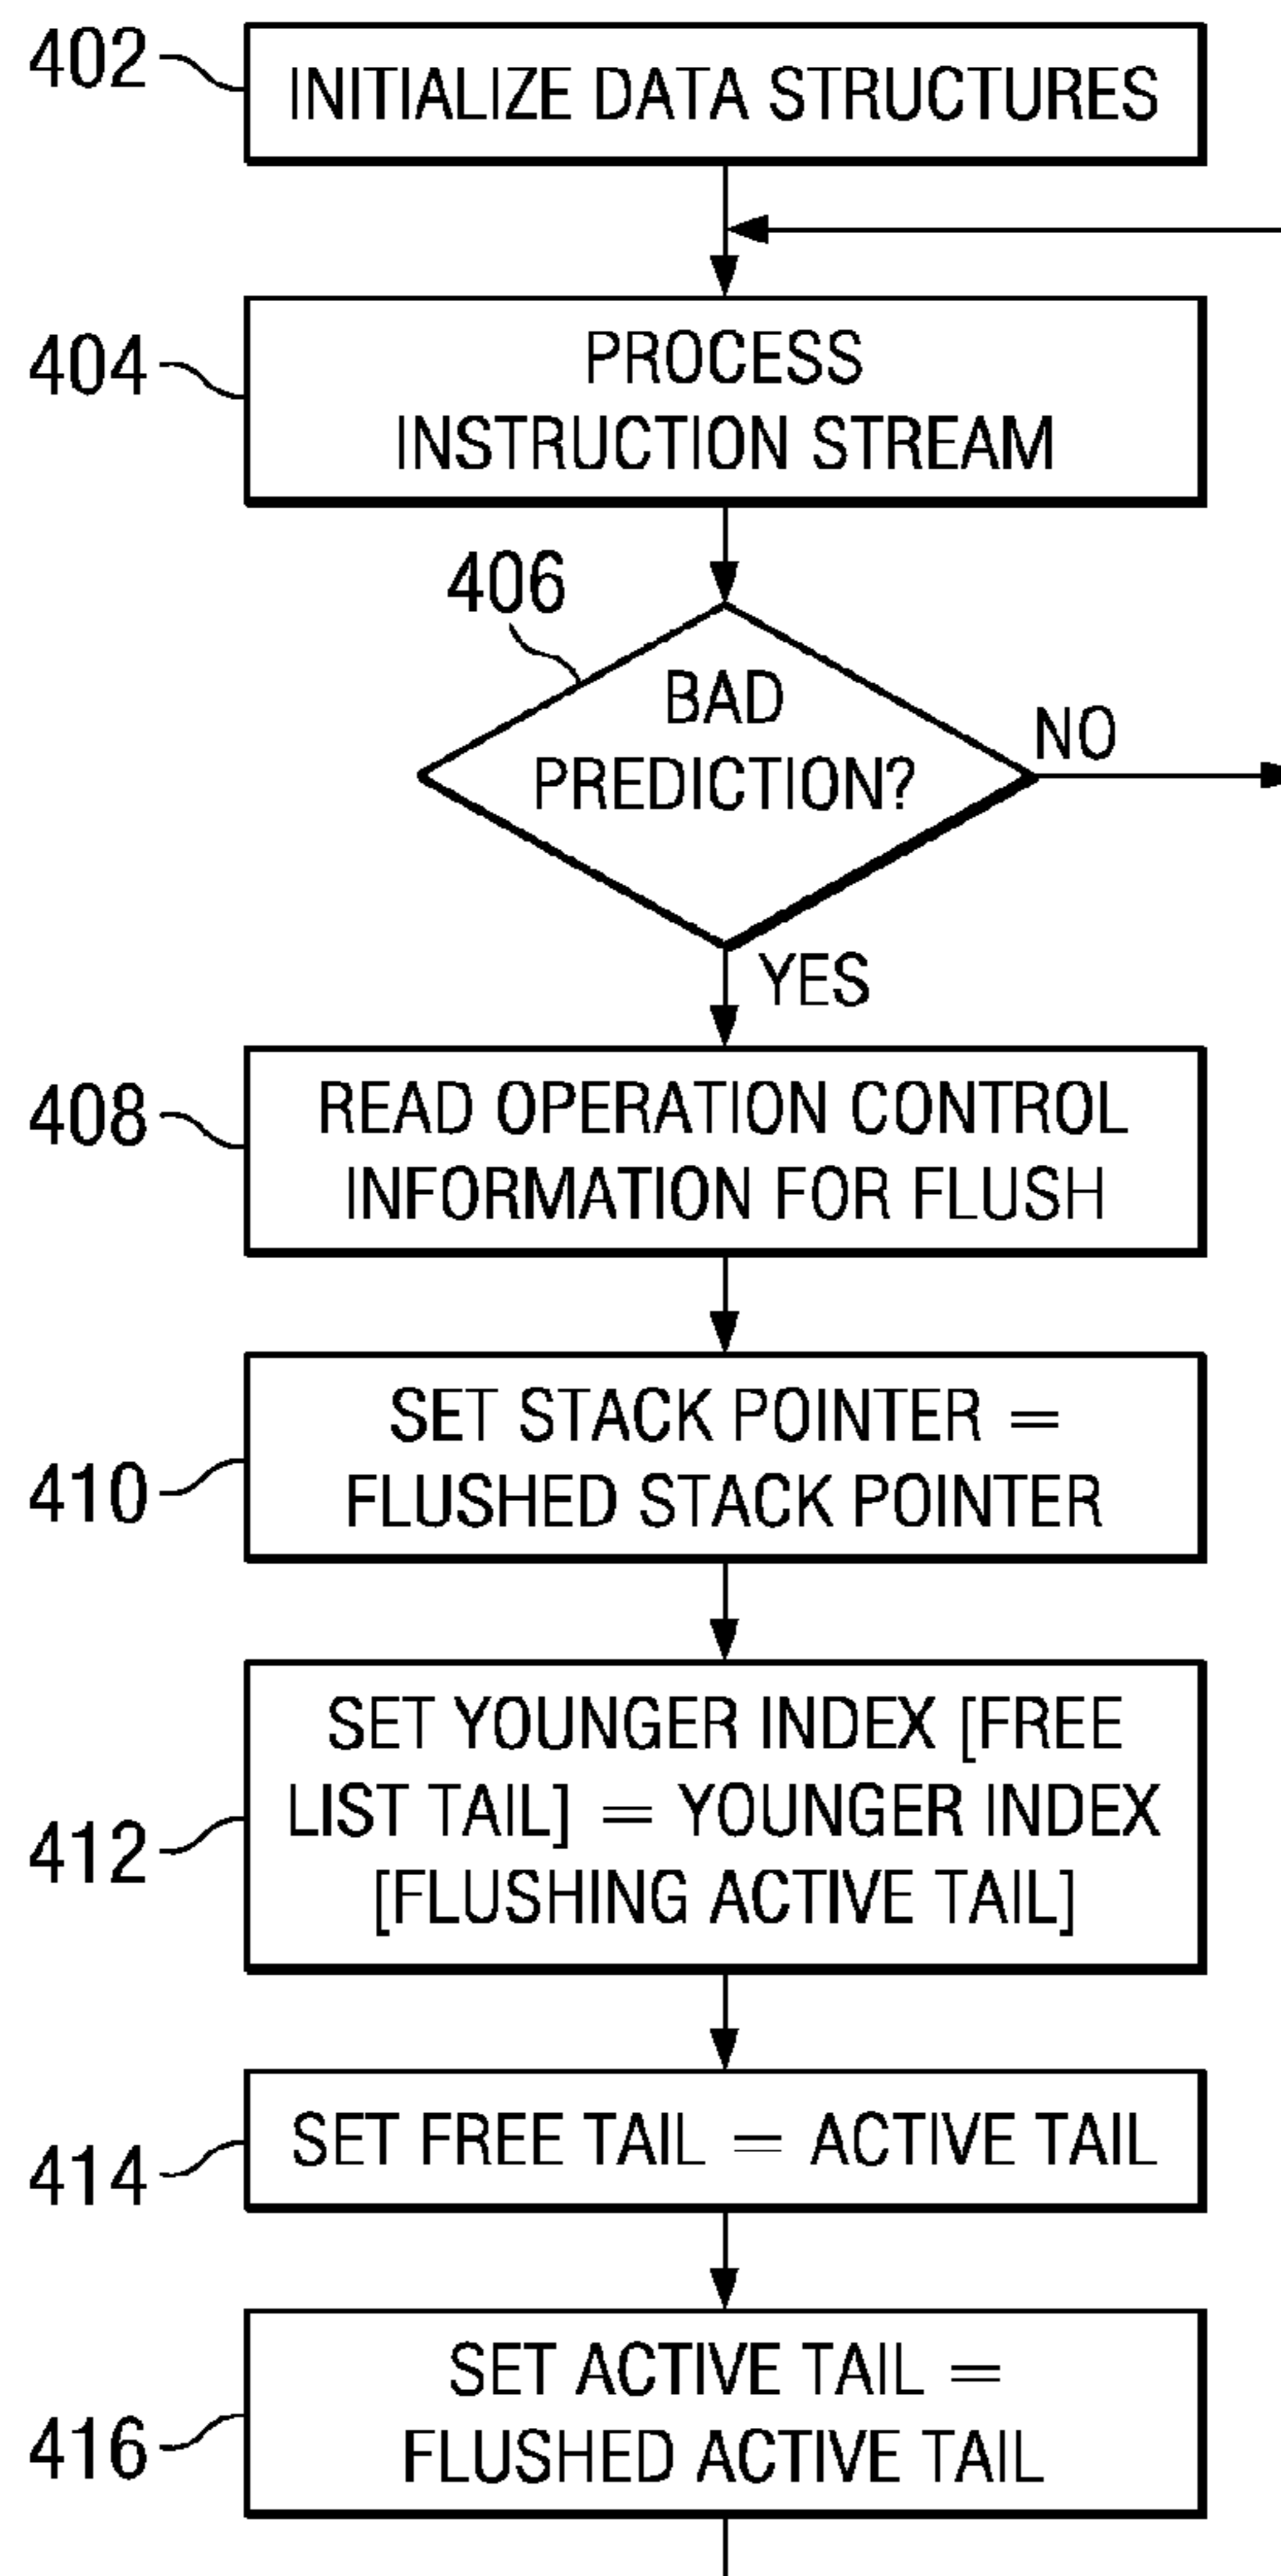 402
INITIALIZE DATA STRUCTURES
404
PROCESS
INSTRUCTION STREAM
406
BAD
PREDICTION?
NO
YES
408
READ OPERATION CONTROL
INFORMATION FOR FLUSH
410
SET STACK POINTER =
FLUSHED STACK POINTER
412
SET YOUNGER INDEX [FREE
LIST TAIL] = YOUNGER INDEX
[FLUSHING ACTIVE TAIL]
414
SET FREE TAIL = ACTIVE TAIL
416
SET ACTIVE TAIL =
FLUSHED ACTIVE TAIL